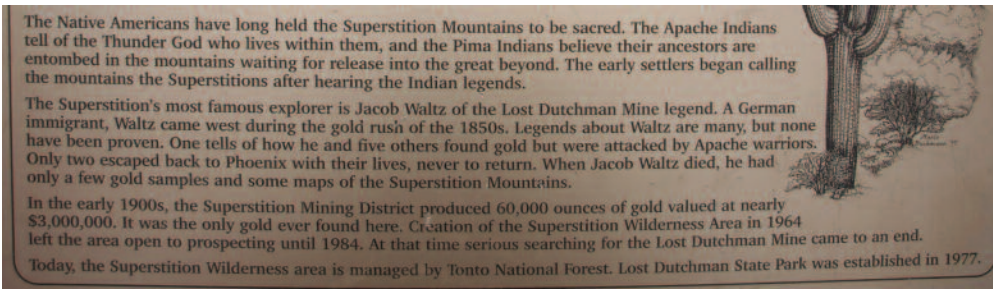 The Native Americans have long held the Superstition Mountains to be sacred. The Apache Indians
tell of the Thunder God who lives within them, and the Pima Indians believe their ancestors are
entombed in the mountains waiting for release into the great beyond. The early settlers began calling
the mountains the Superstitions after hearing the Indian legends.
The Superstition's most famous explorer is Jacob Waltz of the Lost Dutchman Mine legend. A German
immigrant, Waltz came west during the gold rush of the 1850s. Legends about Waltz are many, but none
have been proven. One tells of how he and five others found gold but were attacked by Apache warriors.
Only two escaped back to Phoenix with their lives, never to return. When Jacob Waltz died, he had
only a few gold samples and some maps of the Superstition Mountains.
In the early 1900s, the Superstition Mining District produced 60,000 ounces of gold valued at nearly
$3,000,000. It was the only gold ever found here. Creation of the Superstition Wilderness Area in 1964
left the area open to prospecting until 1984. At that time serious searching for the Lost Dutchman Mine came to an end.
Today, the Superstition Wilderness area is managed by Tonto National Forest. Lost Dutchman State Park was established in 1977.